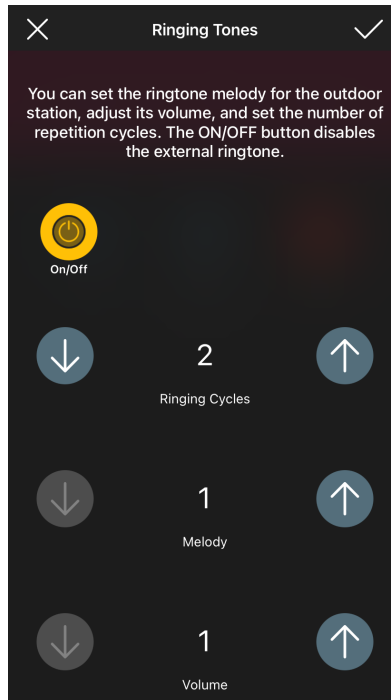 Ringing Tones
You can set the ringtone melody for the outdoor
station, adjust its volume, and set the number of
repetition cycles. The ON/OFF button disables
the external ringtone.
On/Off
2
Ringing Cycles
1
Melody
1
Volume